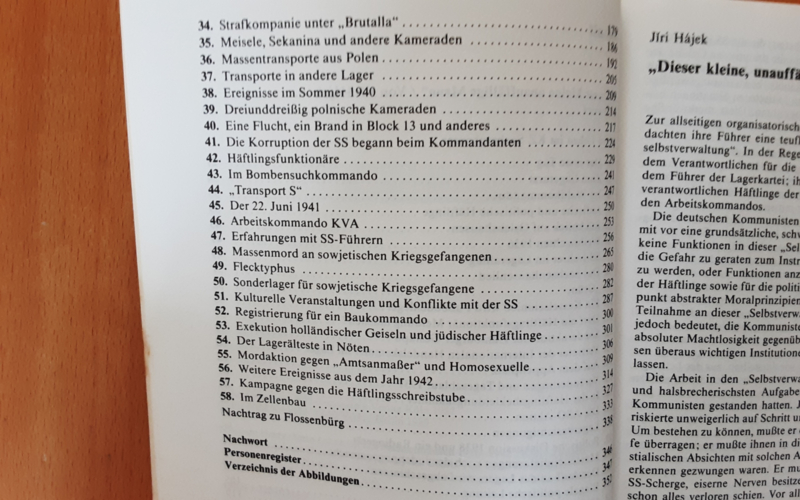 34. Strafkompanie unter „Brutalla“ 179
35. Meisele, Sekanina und andere Kameraden 186
36. Massentransporte aus Polen 192
37. Transporte in andere Lager 205
38. Ereignisse im Sommer 1940 209
39. Dreiunddreißig polnische Kameraden 214
40. Eine Flucht, ein Brand in Block 13 und anderes 217
41. Die Korruption der SS begann beim Kommandanten 224
42. Häftlingsfunktionäre 229
43. Im Bombensuchkommando 241
44. „Transport S“ 247
45. Der 22. Juni 1941 250
46. Arbeitskommando KVA 253
47. Erfahrungen mit SS-Führern 256
48. Massenmord an sowjetischen Kriegsgefangenen 265
49. Flecktyphus 280
50. Sonderlager für sowjetische Kriegsgefangene 282
51. Kulturelle Veranstaltungen und Konflikte mit der SS 287
52. Registrierung für ein Baukommando 300
53. Exekution holländischer Geiseln und jüdischer Häftlinge 301
54. Der Lagerälteste in Nöten 306
55. Mordaktion gegen „Amtsanmaßer“ und Homosexuelle 309
56. Weitere Ereignisse aus dem Jahr 1942 314
57. Kampagne gegen die Häftlingsschreibstube 327
58. Im Zellenbau 333
Nachtrag zu Flossenbürg 338
Nachwort 346
Personenregister 347
Verzeichnis der Abbildungen 357
Jiří Hájek
„Dieser kleine, unauffä
Zur allseitigen organisatorisch
dachten ihre Führer eine teufl
selbstverwaltung“. In der Rege
dem Verantwortlichen für die
dem Führer der Lagerkartei; ih
verantwortlichen Häftlinge der
den Arbeitskommandos.
Die deutschen Kommunisten
mit vor eine grundsätzliche, schw
keine Funktionen in dieser „Sel
die Gefahr zu geraten zum Instr
zu werden, oder Funktionen anz
der Häftlinge sowie für die politi
punkt abstrakter Moralprinzipien
Teilnahme an dieser „Selbstverwa
jedoch bedeutet, die Kommuniste
absoluter Machtlosigkeit gegenüb
sen überaus wichtigen Institutione
lassen.
Die Arbeit in den „Selbstverwa
und halsbrecherischsten Aufgabe
Kommunisten gestanden hatten. J
riskierte unweigerlich auf Schritt u
Um bestehen zu können, mußte er
fe überragen; er mußte ihnen in di
stialischen Absichten mit solchen A
erkennen gezwungen waren. Er mu
SS-Scherge, eiserne Nerven besitze
schon alles verloren schien. Vor al